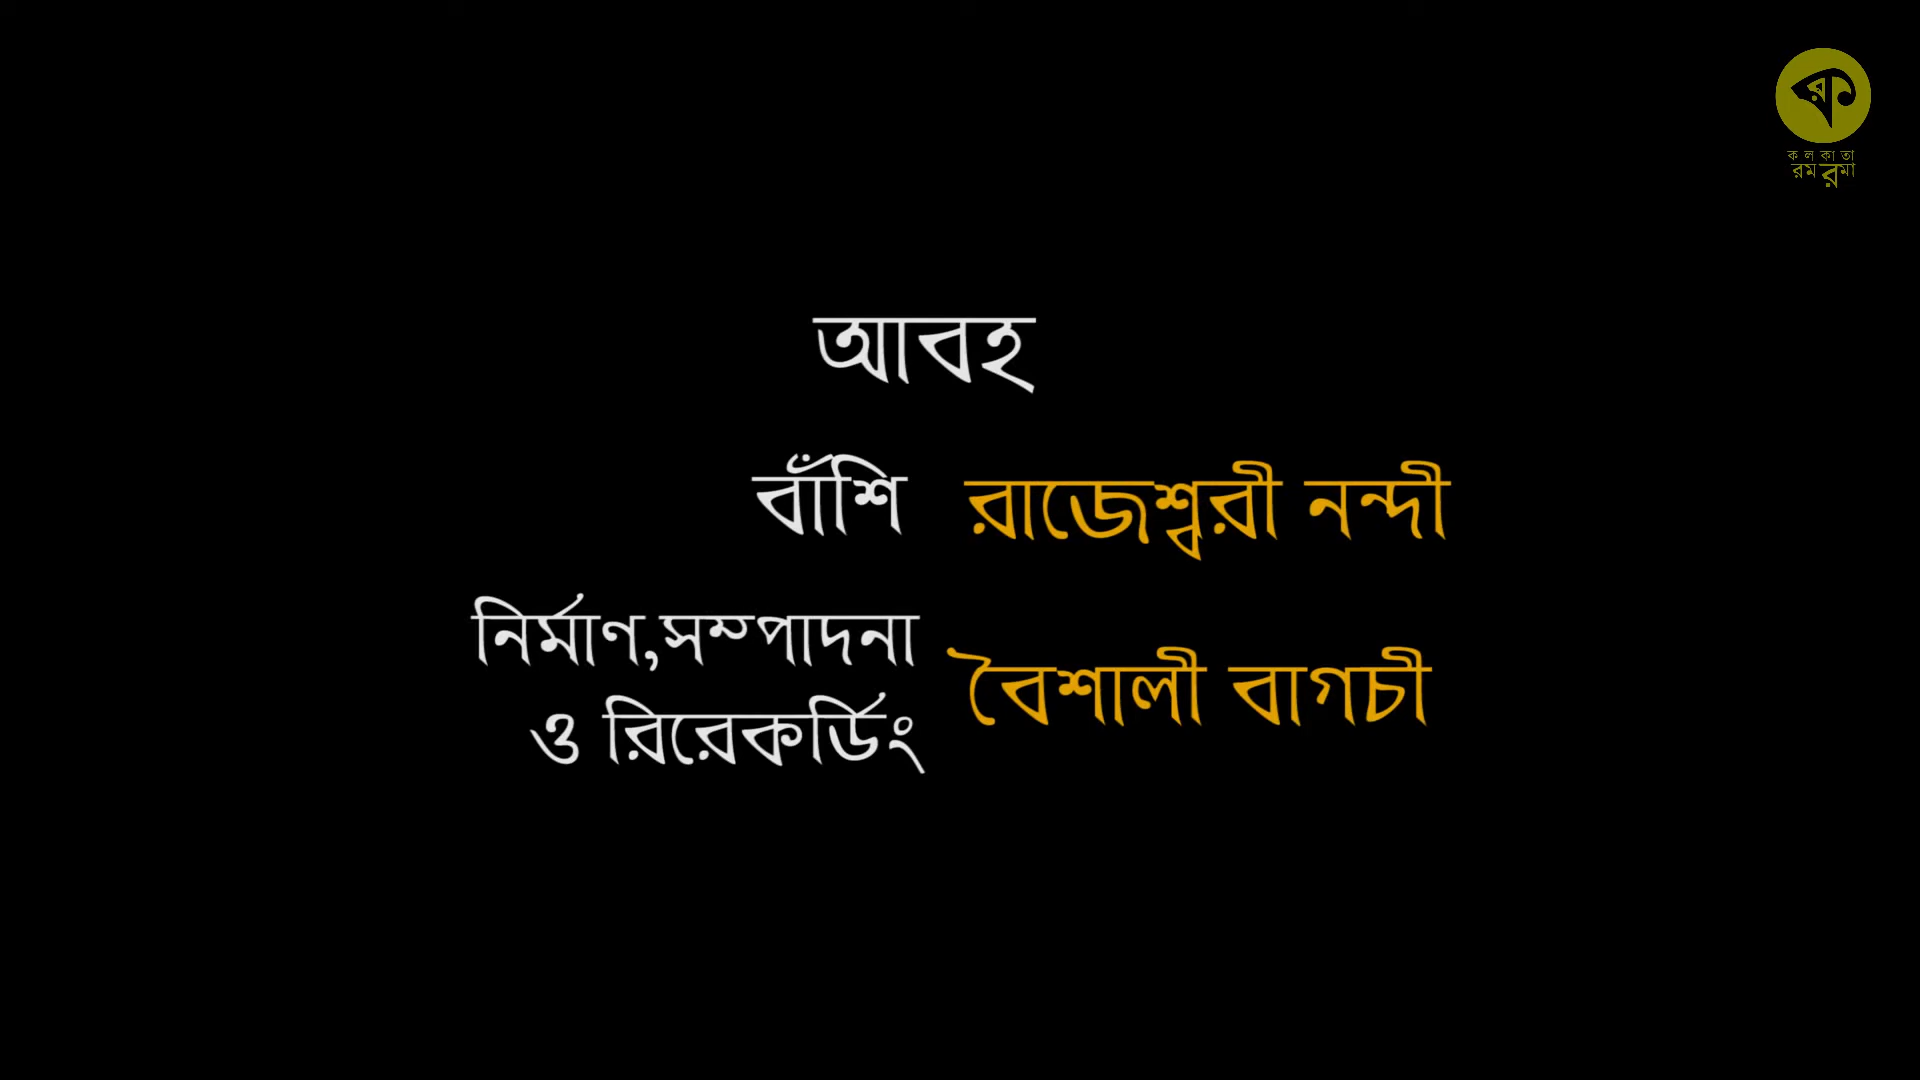 কলকাতা
রমরমা
আবহ
বাঁশি রাজেশ্বরী নন্দী
নির্মাণ,সম্পাদনা
ও রিরেকর্ডিং
বৈশালী বাগচী